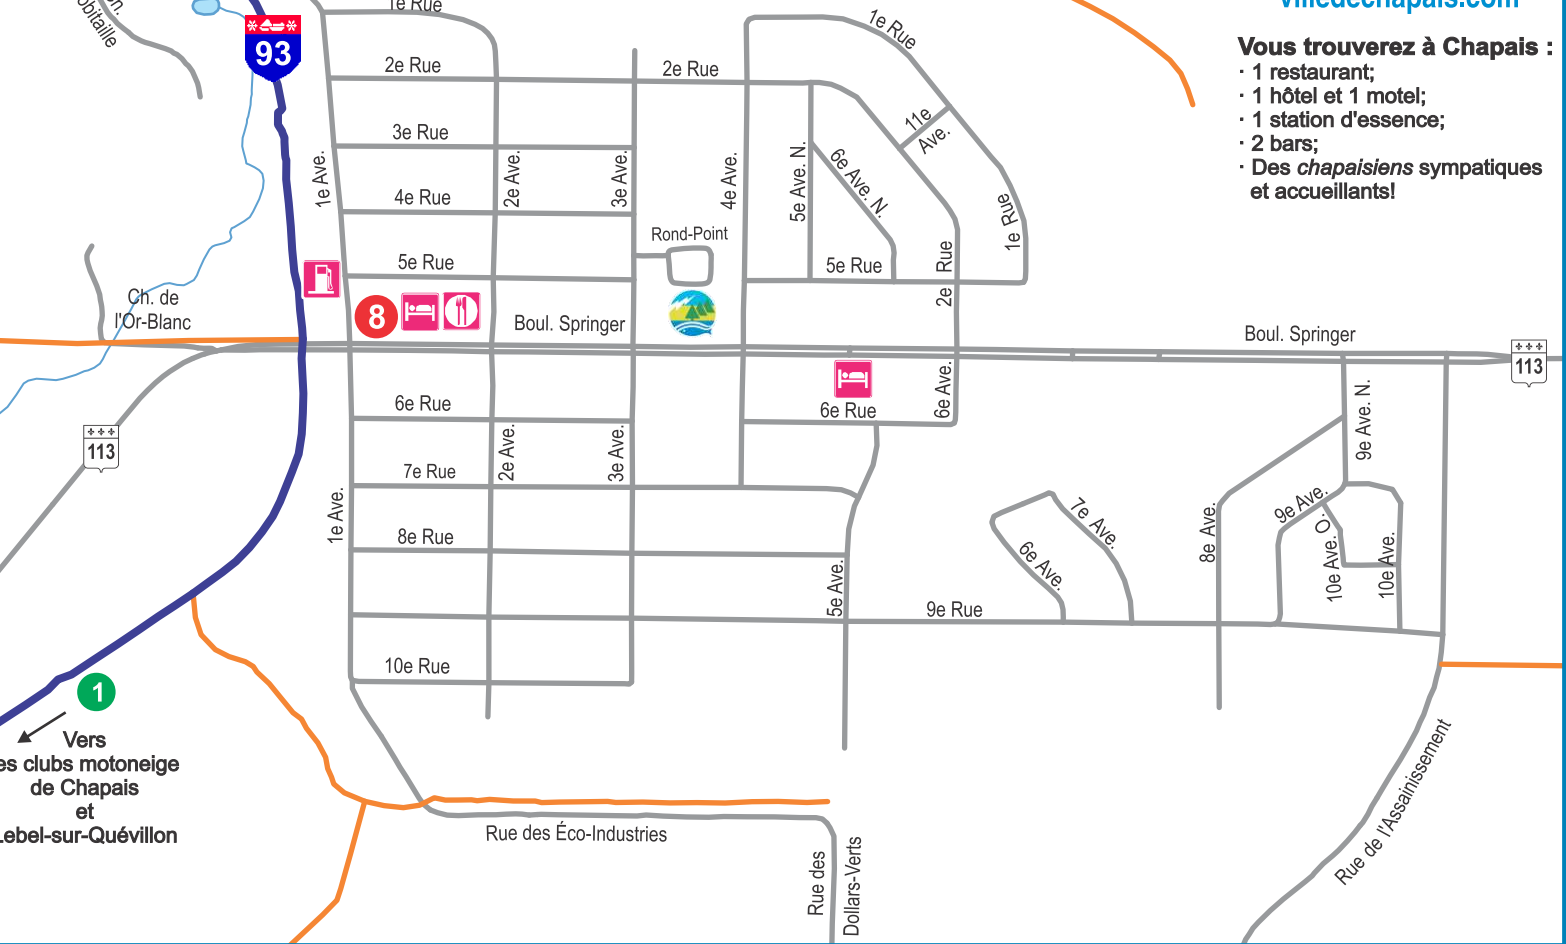 villedechapais.com
Vous trouverez à Chapais :
· 1 restaurant;
· 1 hôtel et 1 motel;
· 1 station d'essence;
· 2 bars;
· Des chapaisiens sympatiques
et accueillants!
1e Rue
1e Rue
93
2e Rue
2e Rue
11e
Ave.
3e Rue
1e Ave.
2e Ave.
3e Ave.
4e Ave.
5e Ave. N.
6e Ave. N.
4e Rue
1e Rue
Rond-Point
5e Rue
5e Rue
2e Rue
Ch. de
l'Or-Blanc
8
Boul. Springer
Boul. Springer
113
6e Rue
6e Rue
6e Ave.
9e Ave. N.
113
7e Rue
2e Ave.
3e Ave.
1e Ave.
8e Rue
7e Ave.
6e Ave.
8e Ave.
9e Ave.
10e Ave. O.
10e Ave.
5e Ave.
9e Rue
10e Rue
1
Vers
clubs motoneige
de Chapais
et
Lebel-sur-Quévillon
Rue de l'Assainissement
Rue des Éco-Industries
Rue des
Dollars-Verts